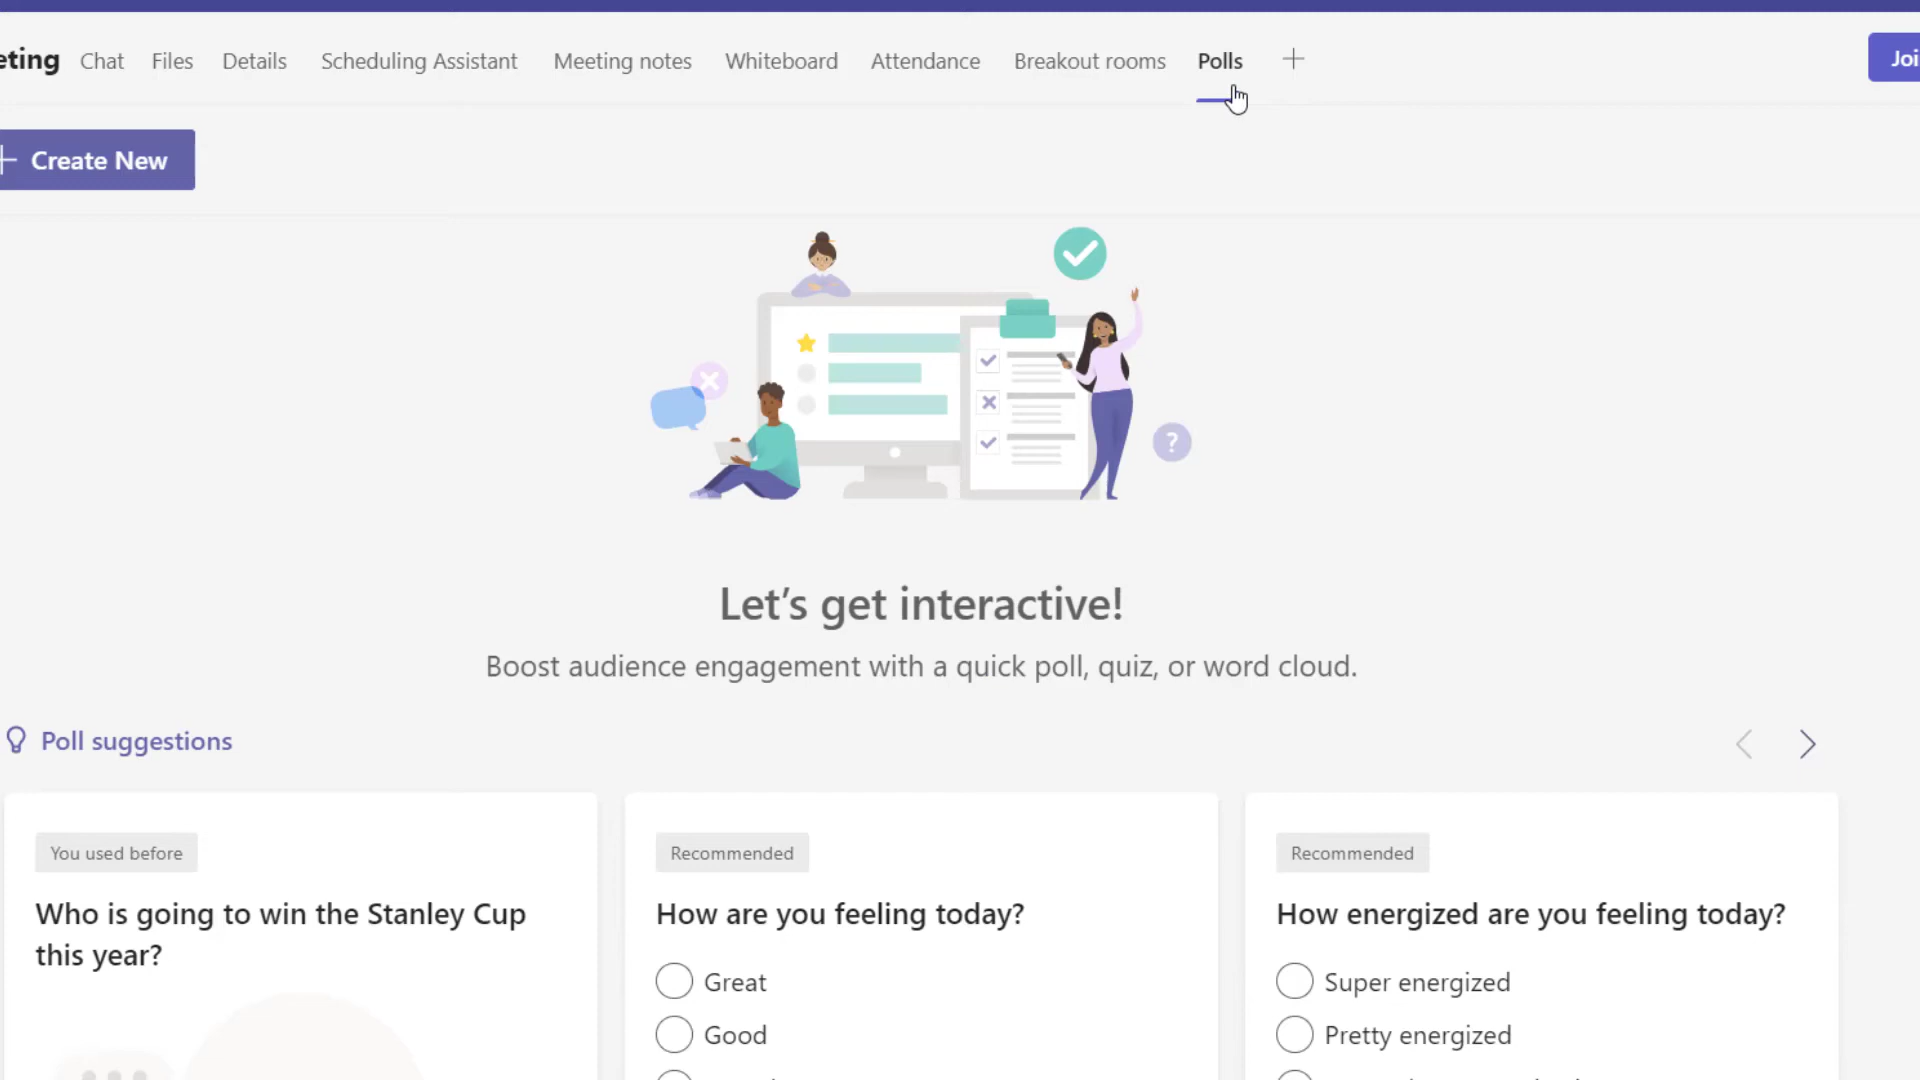 eting Chat Files Details Scheduling Assistant Meeting notes Whiteboard Attendance Breakout rooms Polls + Joi
+ Create New
?
Let's get interactive!
Boost audience engagement with a quick poll, quiz, or word cloud.
Poll suggestions
You used before
Who is going to win the Stanley Cup
this year?
Recommended
How are you feeling today?
Great
Good
Recommended
How energized are you feeling today?
Super energized
Pretty energized